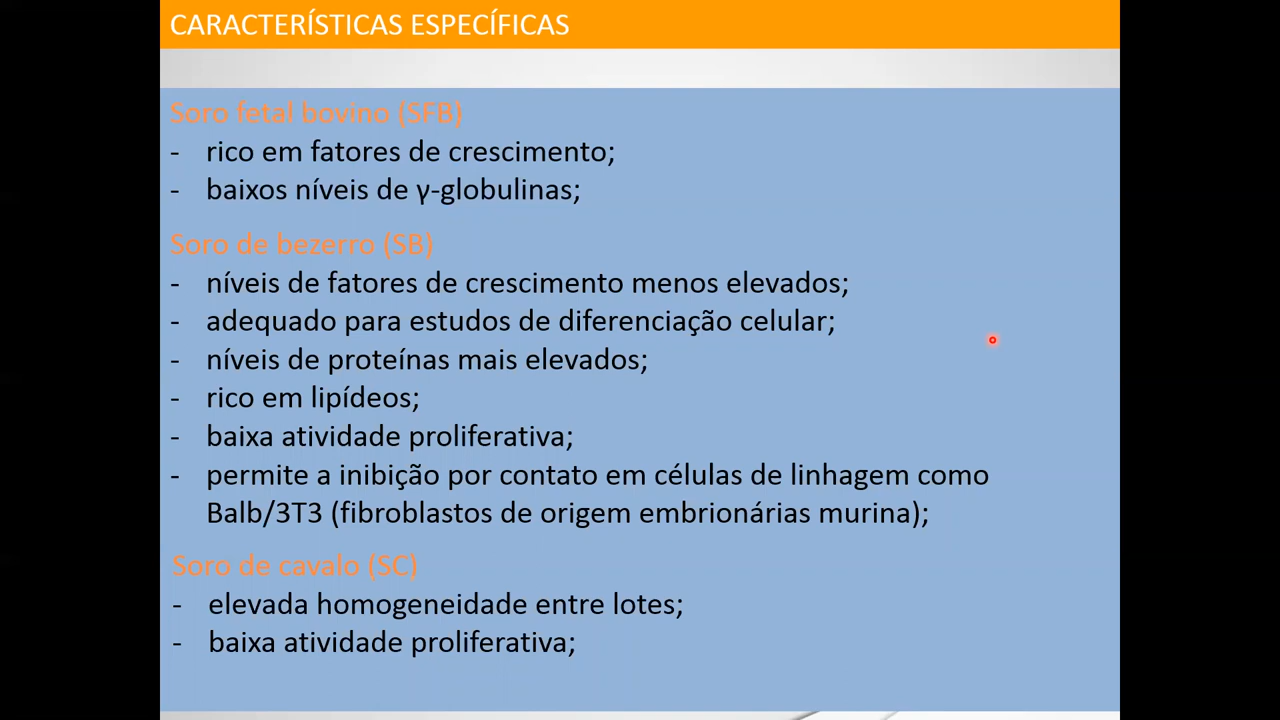 CARACTERÍSTICAS ESPECÍFICAS
Soro fetal bovino (SFB)
- rico em fatores de crescimento;
- baixos níveis de γ-globulinas;
Soro de bezerro (SB)
- níveis de fatores de crescimento menos elevados;
- adequado para estudos de diferenciação celular;
- níveis de proteínas mais elevados;
- rico em lipídeos;
- baixa atividade proliferativa;
- permite a inibição por contato em células de linhagem como
Balb/3T3 (fibroblastos de origem embrionárias murina);
Soro de cavalo (SC)
- elevada homogeneidade entre lotes;
- baixa atividade proliferativa;